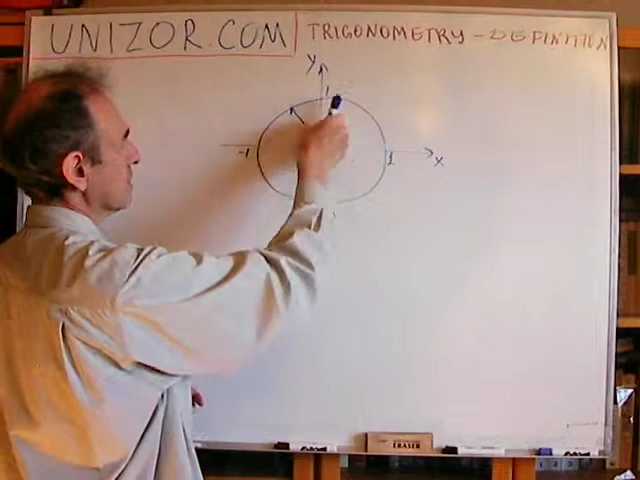 UNIZOR.COM TRIGONOMETRY - DEFINITION
Y
1
-1
1
X
ERASER